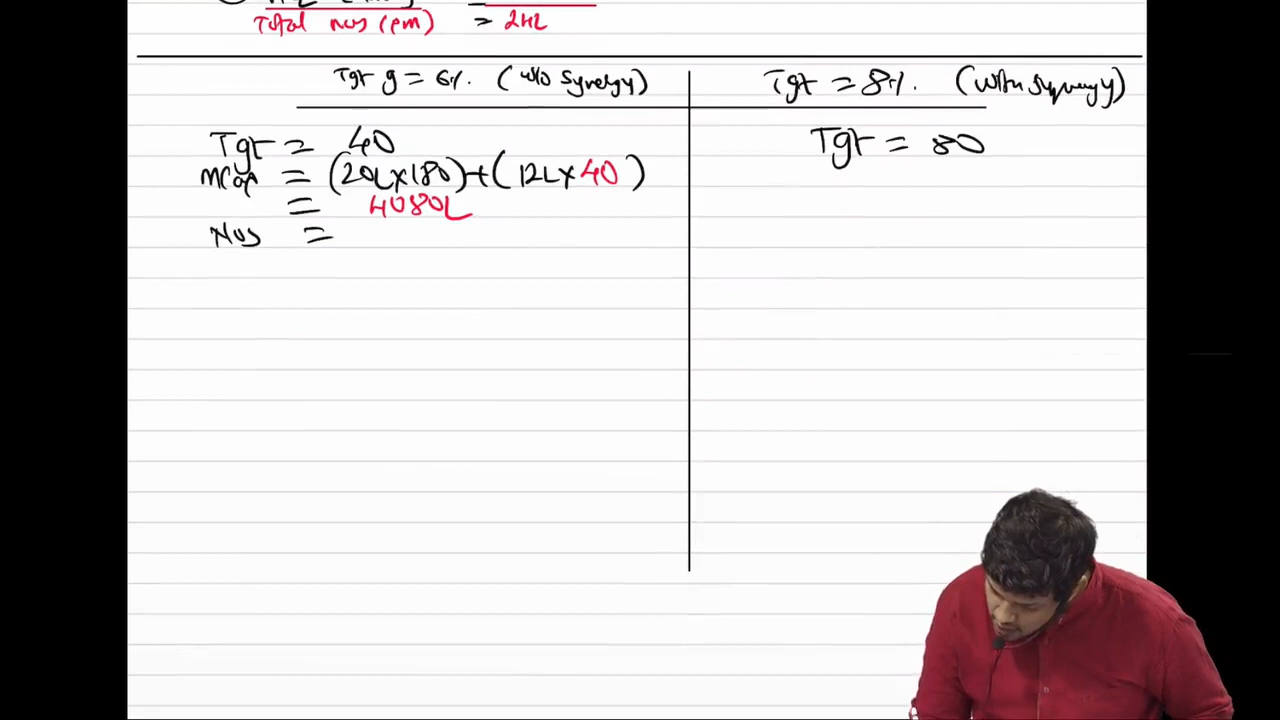 Total nos (pm) = 24L
Tgt g = 6%. (w/o Synergy)
Tgt = 8%. (With Synergy)
Tgt = 40
MCap = (20L×180)+(12L×40)
= 4080L
Nos =
Tgt = 80